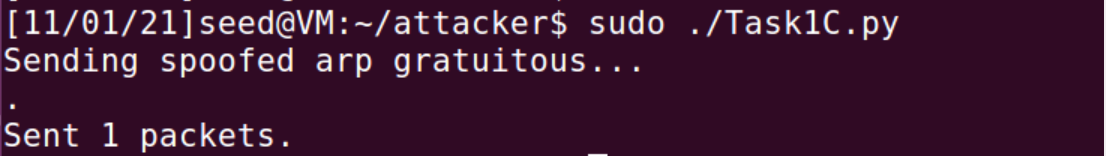 [11/01/21]seed@VM:~/attacker$ sudo ./Task1C.py
Sending spoofed arp gratuitous...
.
Sent 1 packets.